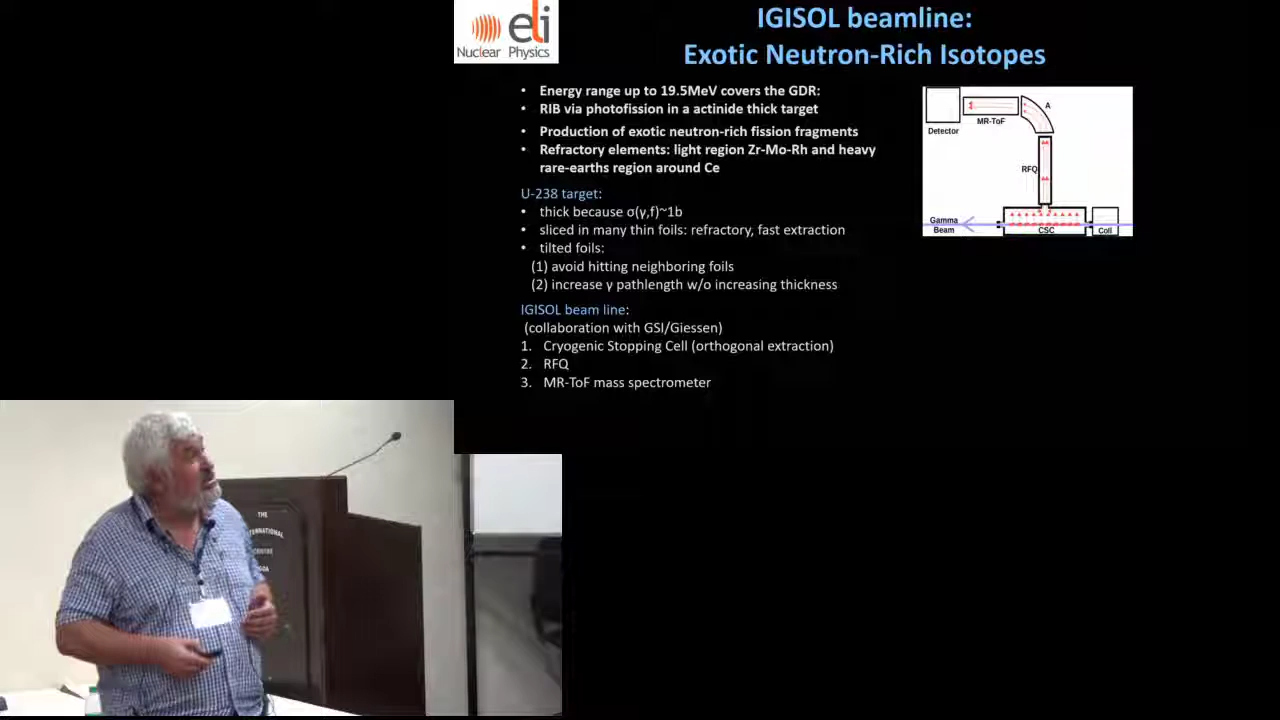 eli
Nuclear Physics
IGISOL beamline:
Exotic Neutron-Rich Isotopes
• Energy range up to 19.5MeV covers the GDR:
• RIB via photofission in a actinide thick target
• Production of exotic neutron-rich fission fragments
• Refractory elements: light region Zr-Mo-Rh and heavy
rare-earths region around Ce
U-238 target:
• thick because σ(γ,f)~1b
• sliced in many thin foils: refractory, fast extraction
• tilted foils:
(1) avoid hitting neighboring foils
(2) increase γ pathlength w/o increasing thickness
IGISOL beam line:
(collaboration with GSI/Giessen)
1. Cryogenic Stopping Cell (orthogonal extraction)
2. RFQ
3. MR-ToF mass spectrometer
A
MR-ToF
Detector
RFQ
Gamma
Beam
CSC
Coll
THE
INTERNATIONAL
CENTRE
GOA